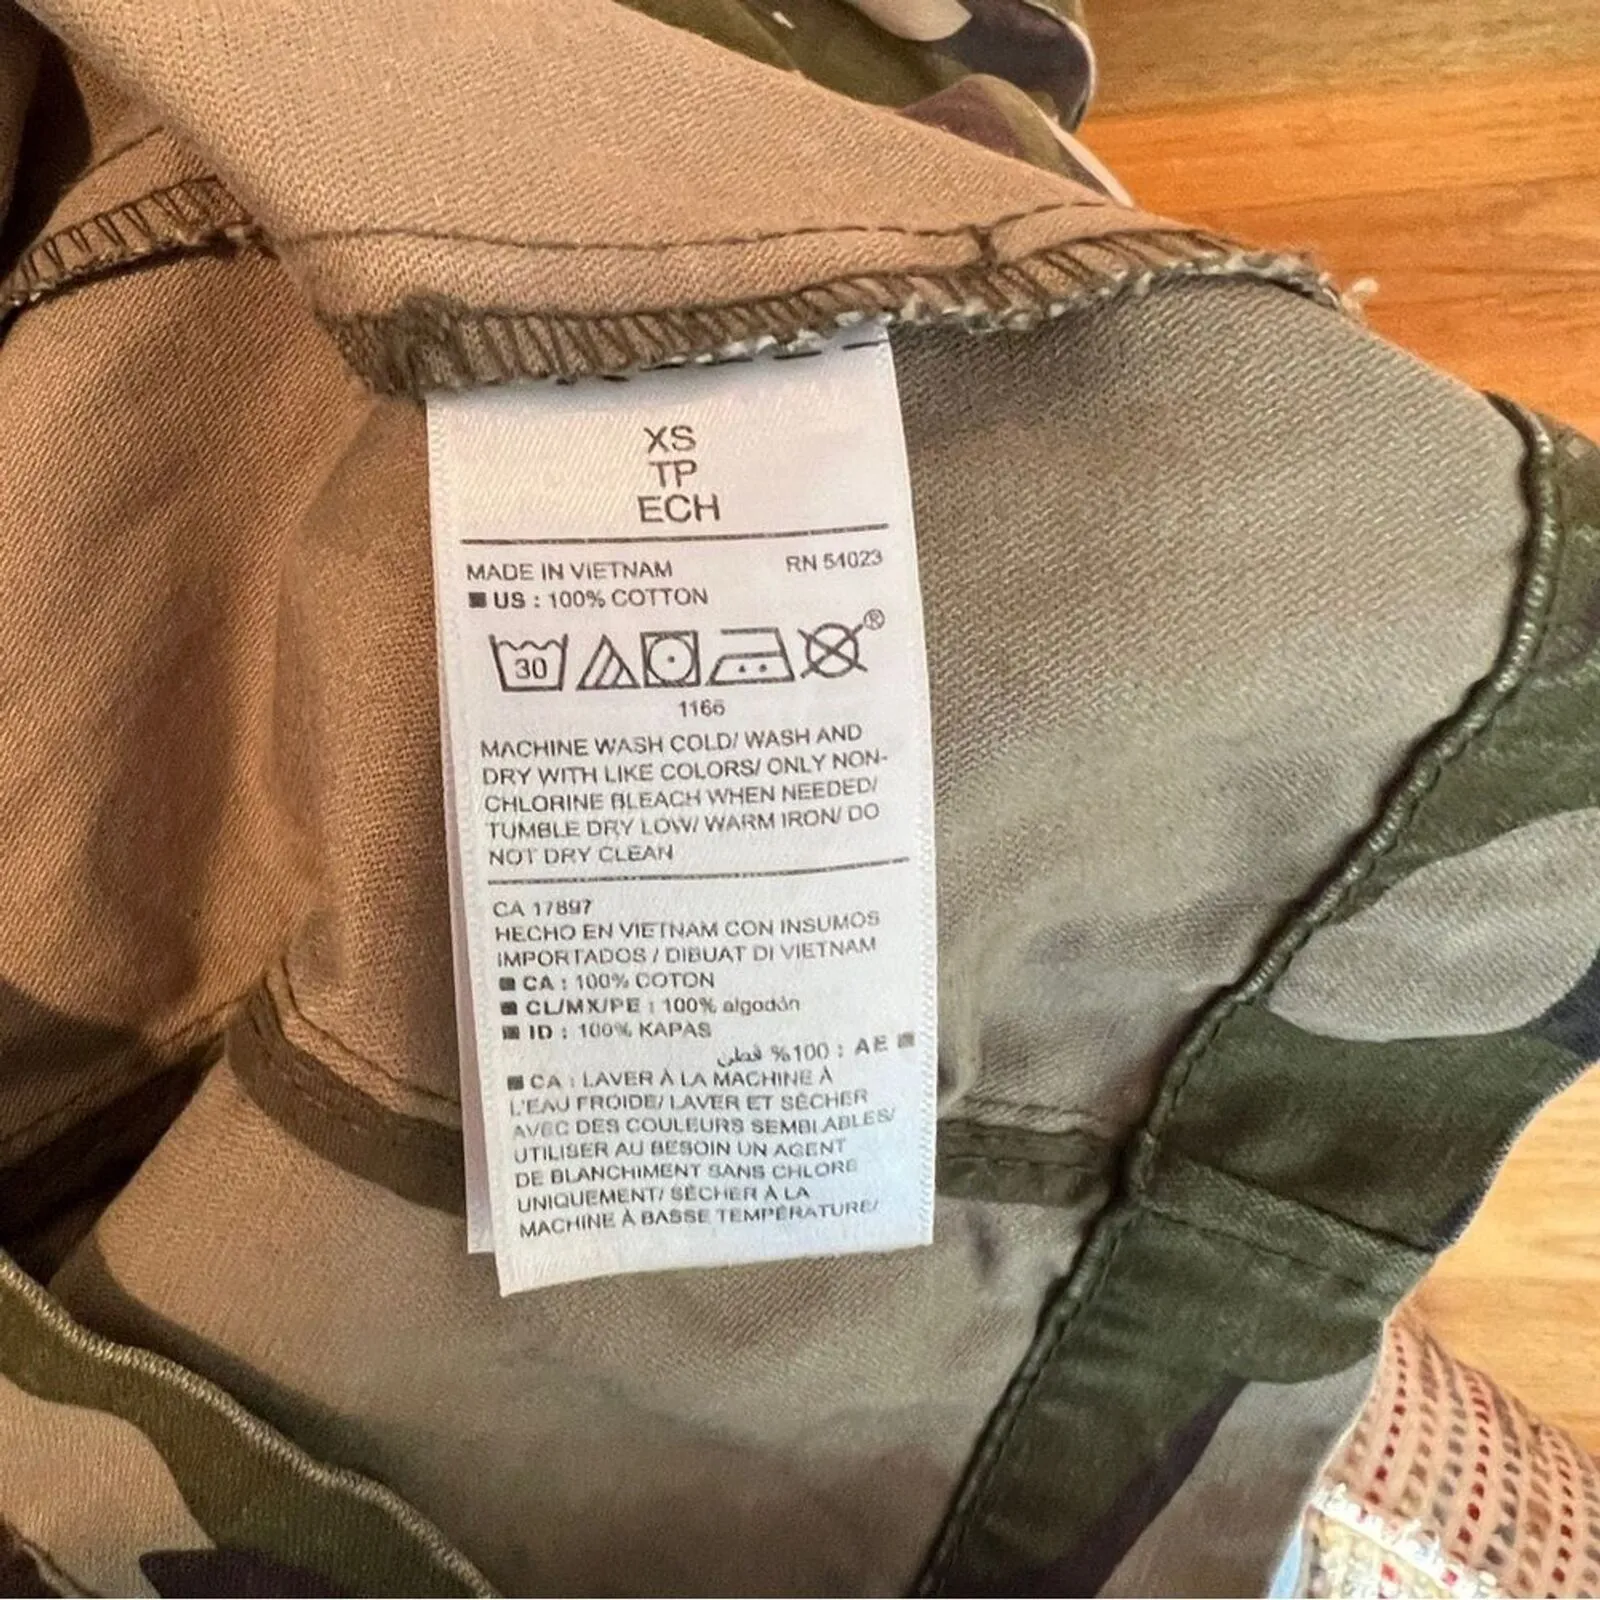 XS
TP
ECH
MADE IN VIETNAM RN 54023
US : 100% COTTON
30 ®
1166
MACHINE WASH COLD/ WASH AND
DRY WITH LIKE COLORS/ ONLY NON-
CHLORINE BLEACH WHEN NEEDED/
TUMBLE DRY LOW/ WARM IRON/ DO
NOT DRY CLEAN
CA 17897
HECHO EN VIETNAM CON INSUMOS
IMPORTADOS / DIBUAT DI VIETNAM
CA : 100% COTON
CL/MX/PE : 100% algodón
ID : 100% KAPAS
AE : 100% قطن
CA : LAVER À LA MACHINE À
L'EAU FROIDE/ LAVER ET SÉCHER
AVEC DES COULEURS SEMBLABLES/
UTILISER AU BESOIN UN AGENT
DE BLANCHIMENT SANS CHLORE
UNIQUEMENT/ SÉCHER À LA
MACHINE À BASSE TEMPÉRATURE/